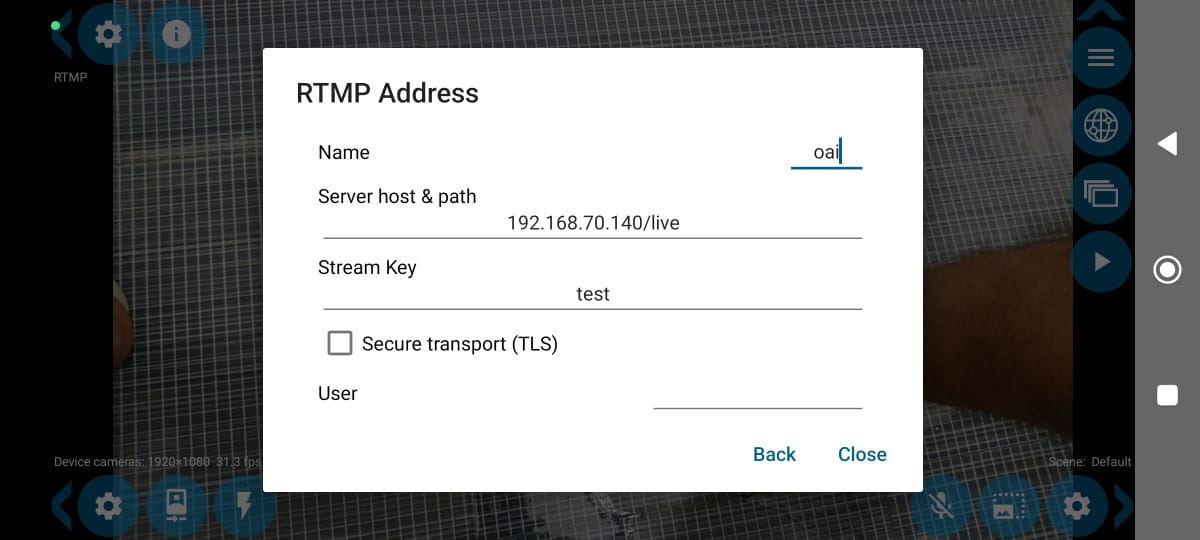 RTMP
RTMP Address
Name
oai
Server host & path
192.168.70.140/live
Stream Key
test
Secure transport (TLS)
User
Back Close
Device cameras: 1920×1080 31.3 fps
Scene: Default